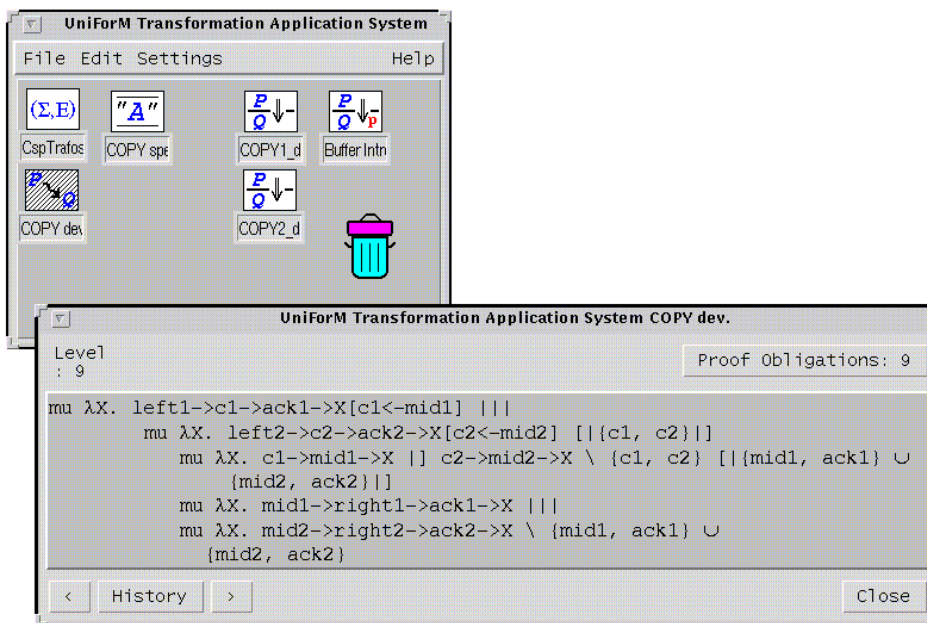 UniForM Transformation Application System
File Edit Settings Help
(Σ,E) "A" P Q ⇓- P Q ⇓p
CspTrafos COPY spe COPY1_d Buffer Intn
P Q P Q ⇓-
COPY dev COPY2_d
UniForM Transformation Application System COPY dev.
Level
: 9
Proof Obligations: 9
mu λX. left1->c1->ack1->X[c1<-mid1] |||
mu λX. left2->c2->ack2->X[c2<-mid2] [|{c1, c2}|]
mu λX. c1->mid1->X |] c2->mid2->X \ {c1, c2} [|{mid1, ack1} ∪
{mid2, ack2}|]
mu λX. mid1->right1->ack1->X |||
mu λX. mid2->right2->ack2->X \ {mid1, ack1} ∪
{mid2, ack2}
< History > Close